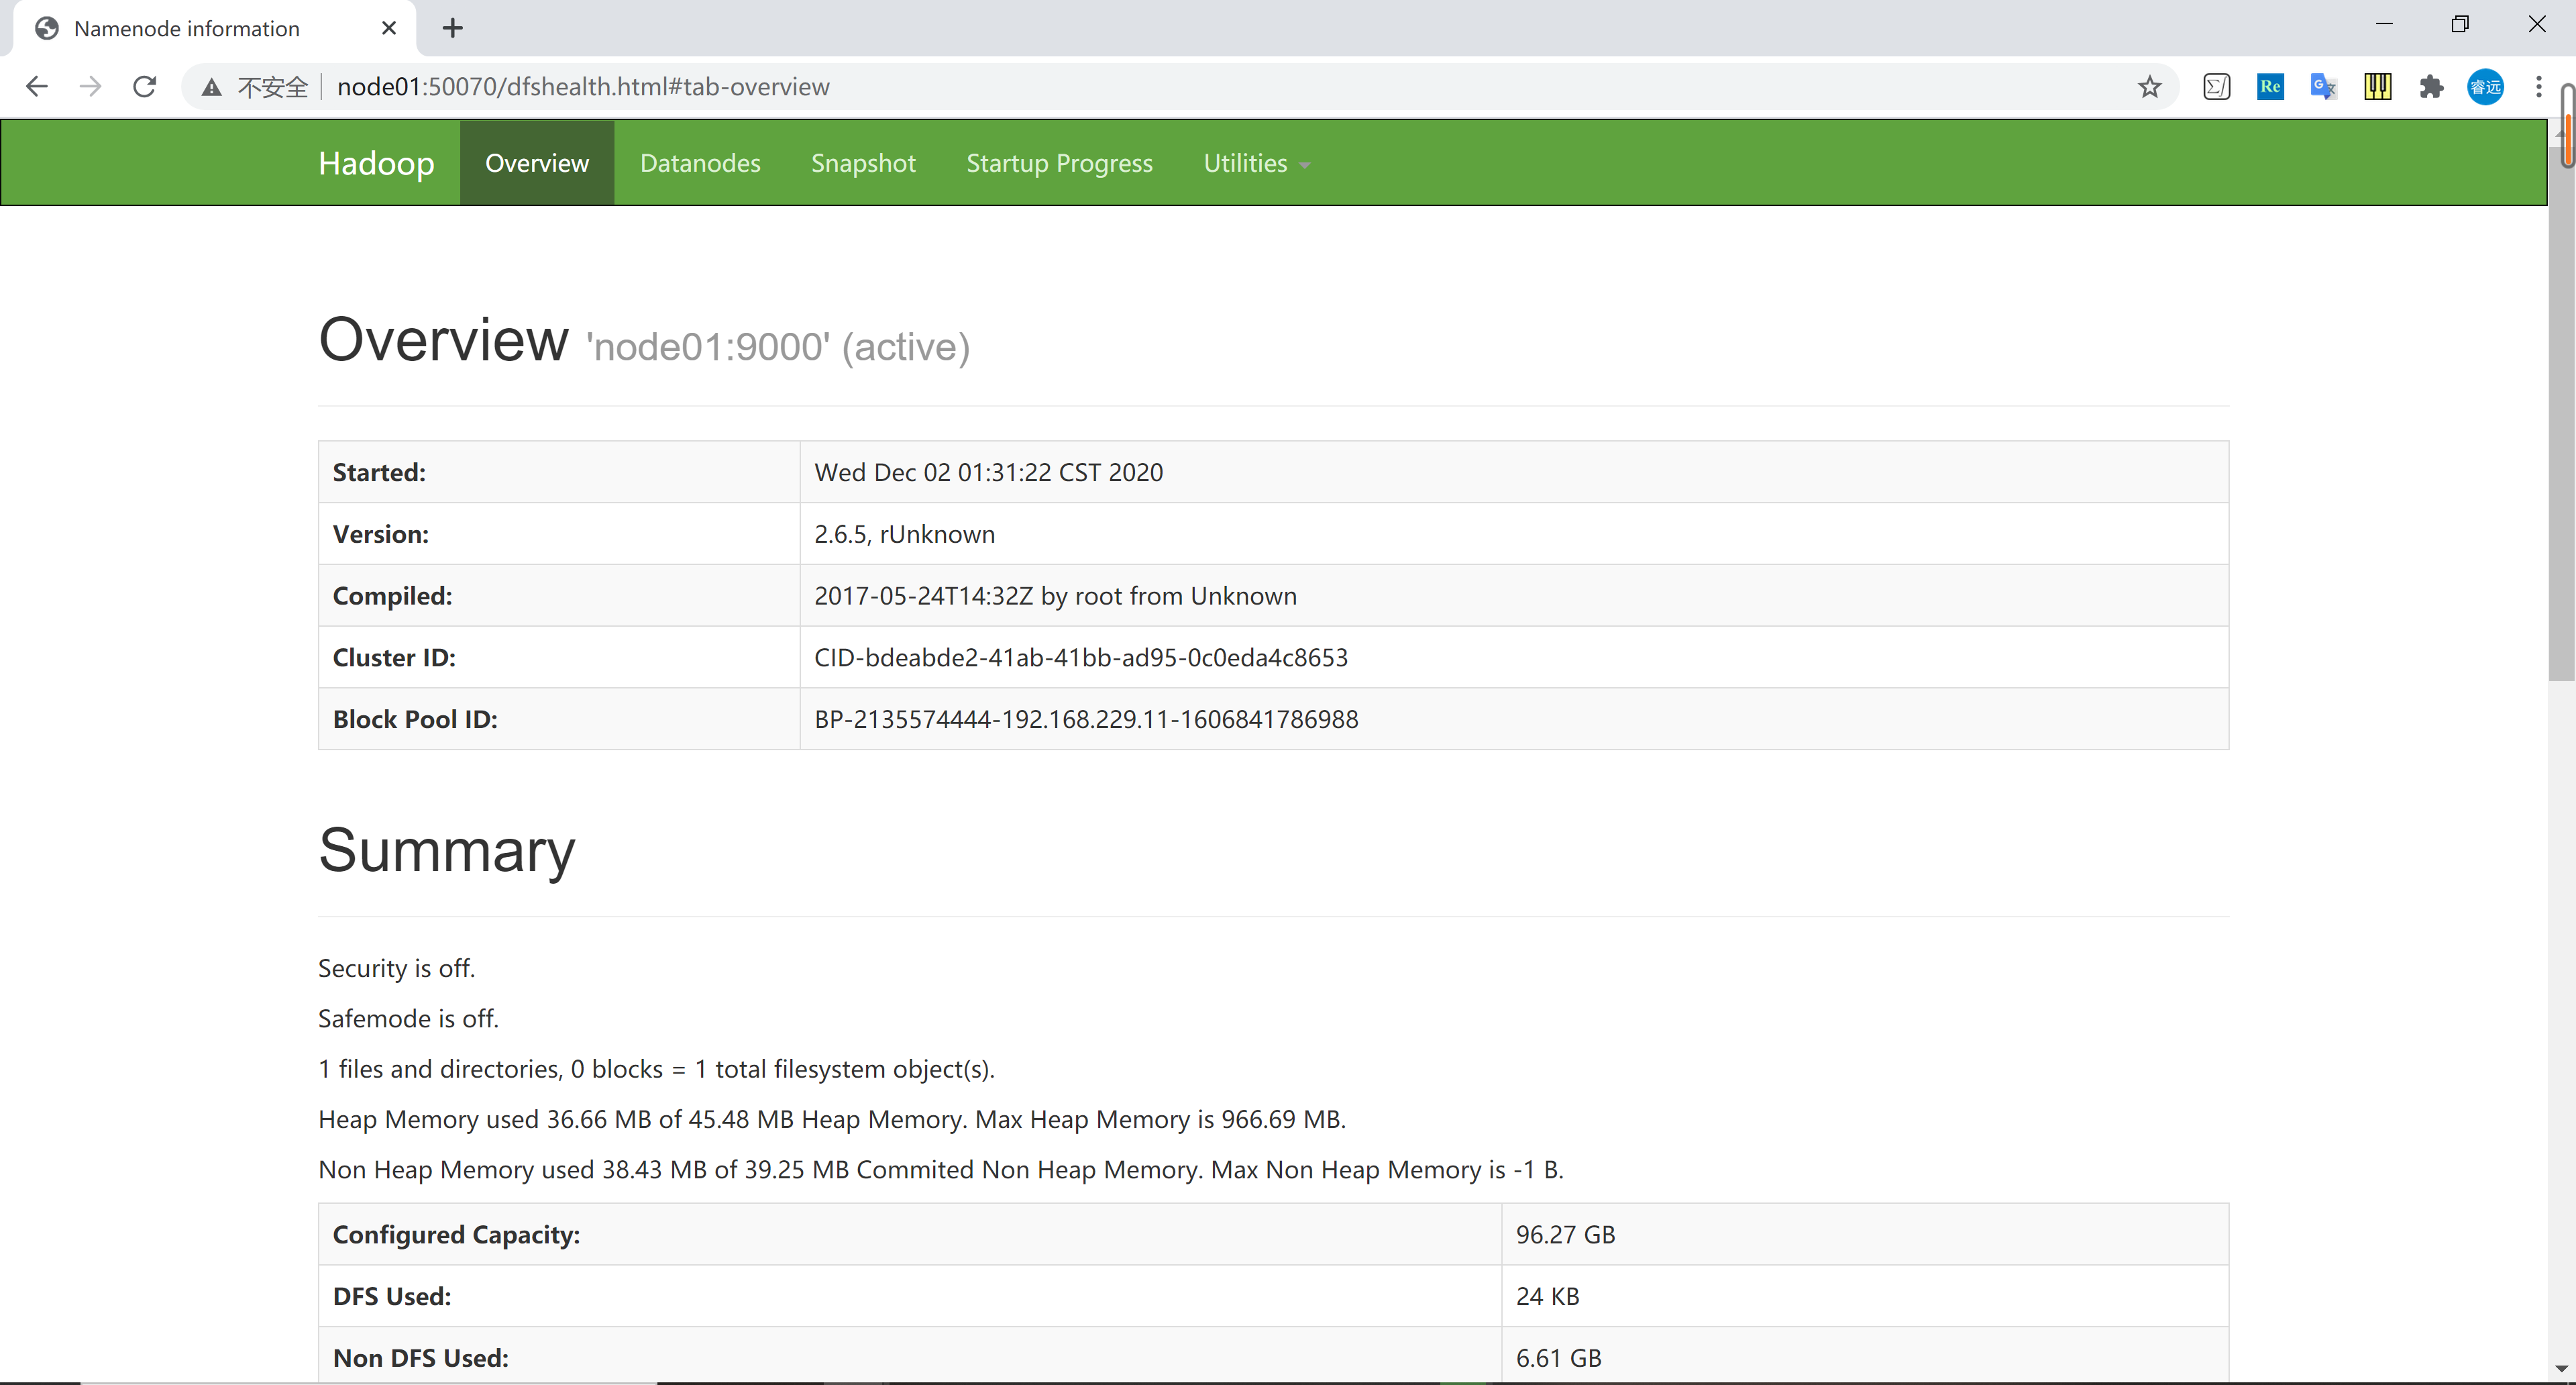 Namenode information
不安全 node01:50070/dfshealth.html#tab-overview
Re
G文
睿远
Hadoop Overview Datanodes Snapshot Startup Progress Utilities
Overview 'node01:9000' (active)
Started: Wed Dec 02 01:31:22 CST 2020
Version: 2.6.5, rUnknown
Compiled: 2017-05-24T14:32Z by root from Unknown
Cluster ID: CID-bdeabde2-41ab-41bb-ad95-0c0eda4c8653
Block Pool ID: BP-2135574444-192.168.229.11-1606841786988
Summary
Security is off.
Safemode is off.
1 files and directories, 0 blocks = 1 total filesystem object(s).
Heap Memory used 36.66 MB of 45.48 MB Heap Memory. Max Heap Memory is 966.69 MB.
Non Heap Memory used 38.43 MB of 39.25 MB Commited Non Heap Memory. Max Non Heap Memory is -1 B.
Configured Capacity: 96.27 GB
DFS Used: 24 KB
Non DFS Used: 6.61 GB